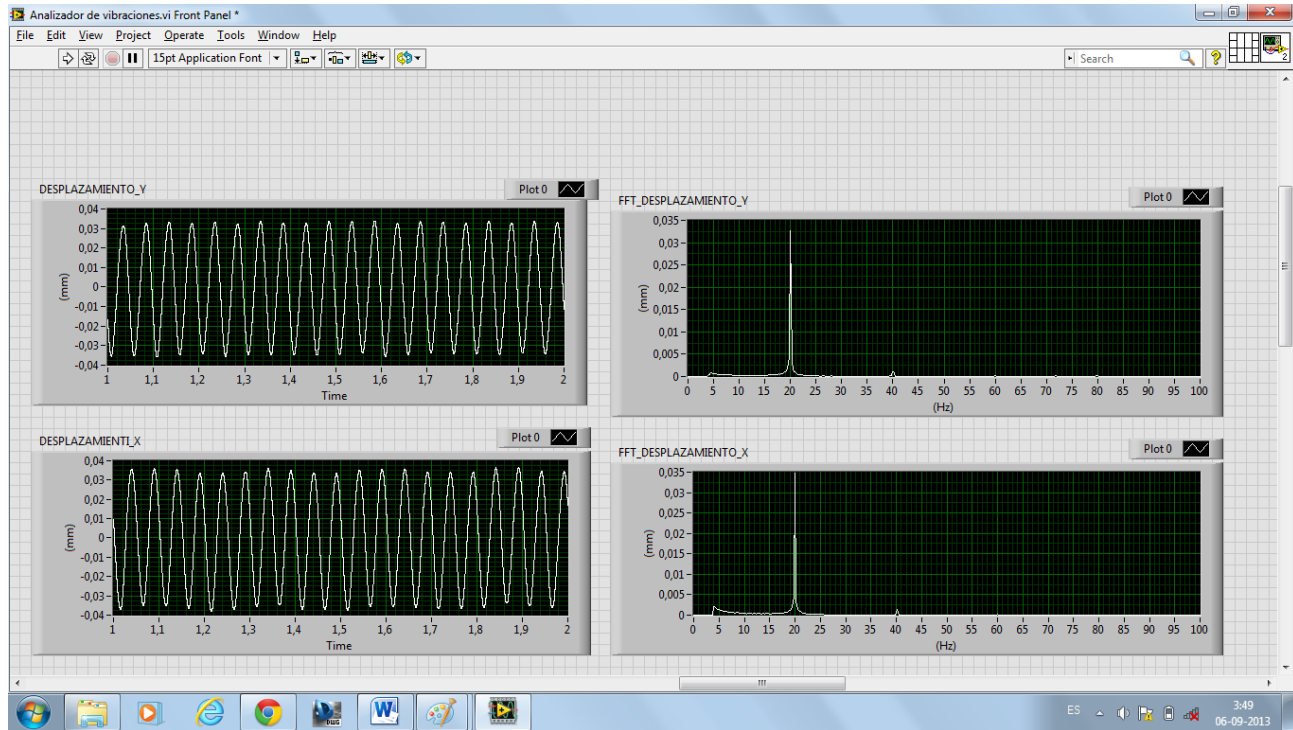 Analizador de vibraciones.vi Front Panel *
File Edit View Project Operate Tools Window Help
15pt Application Font
Search
2
DESPLAZAMIENTO_Y
Plot 0
0,04
0,03
0,02
0,01
0
-0,01
-0,02
-0,03
-0,04
(mm)
1 1,1 1,2 1,3 1,4 1,5 1,6 1,7 1,8 1,9 2
Time
FFT_DESPLAZAMIENTO_Y
Plot 0
0,035
0,03
0,025
0,02
0,015
0,01
0,005
0
(mm)
0 5 10 15 20 25 30 35 40 45 50 55 60 65 70 75 80 85 90 95 100
(Hz)
DESPLAZAMIENTI_X
Plot 0
0,04
0,03
0,02
0,01
0
-0,01
-0,02
-0,03
-0,04
(mm)
1 1,1 1,2 1,3 1,4 1,5 1,6 1,7 1,8 1,9 2
Time
FFT_DESPLAZAMIENTO_X
Plot 0
0,035
0,03
0,025
0,02
0,015
0,01
0,005
0
(mm)
0 5 10 15 20 25 30 35 40 45 50 55 60 65 70 75 80 85 90 95 100
(Hz)
DWG
W
ES
3:49
06-09-2013